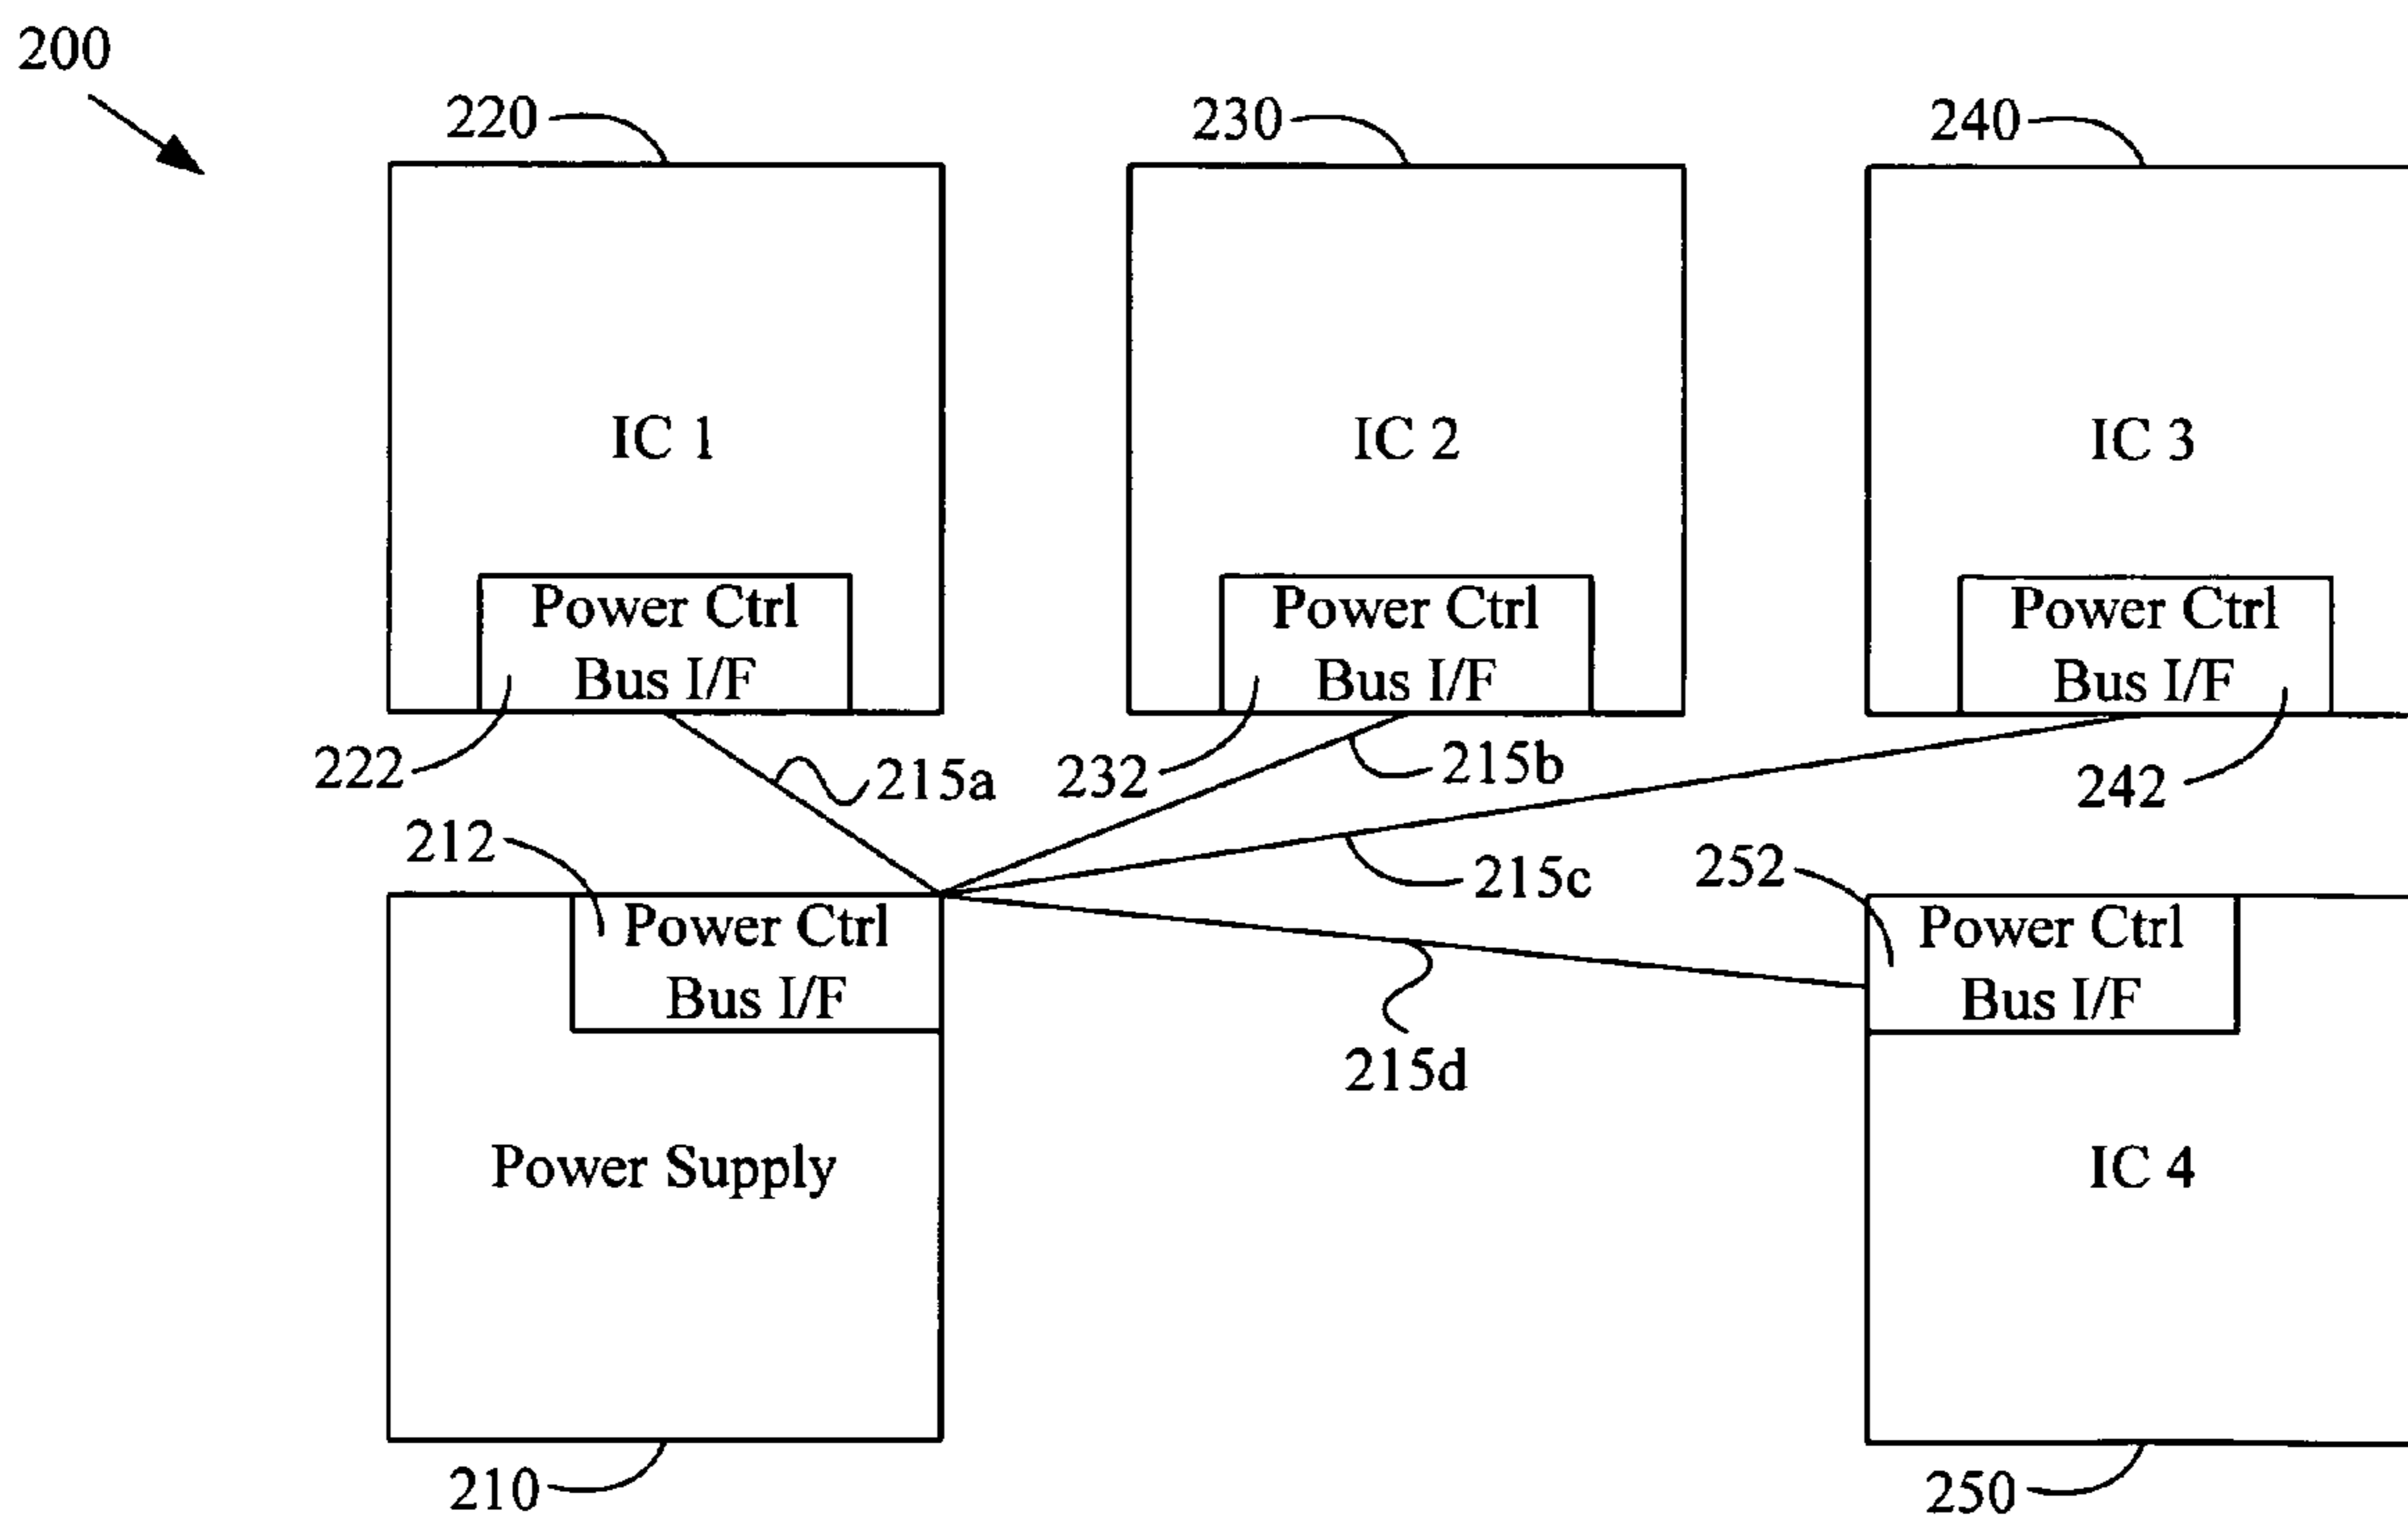 200
220
230
240
IC 1
IC 2
IC 3
Power Ctrl
Bus I/F
Power Ctrl
Bus I/F
Power Ctrl
Bus I/F
222
215a
232
215b
242
212
215c
252
Power Ctrl
Bus I/F
Power Ctrl
Bus I/F
215d
Power Supply
IC 4
210
250